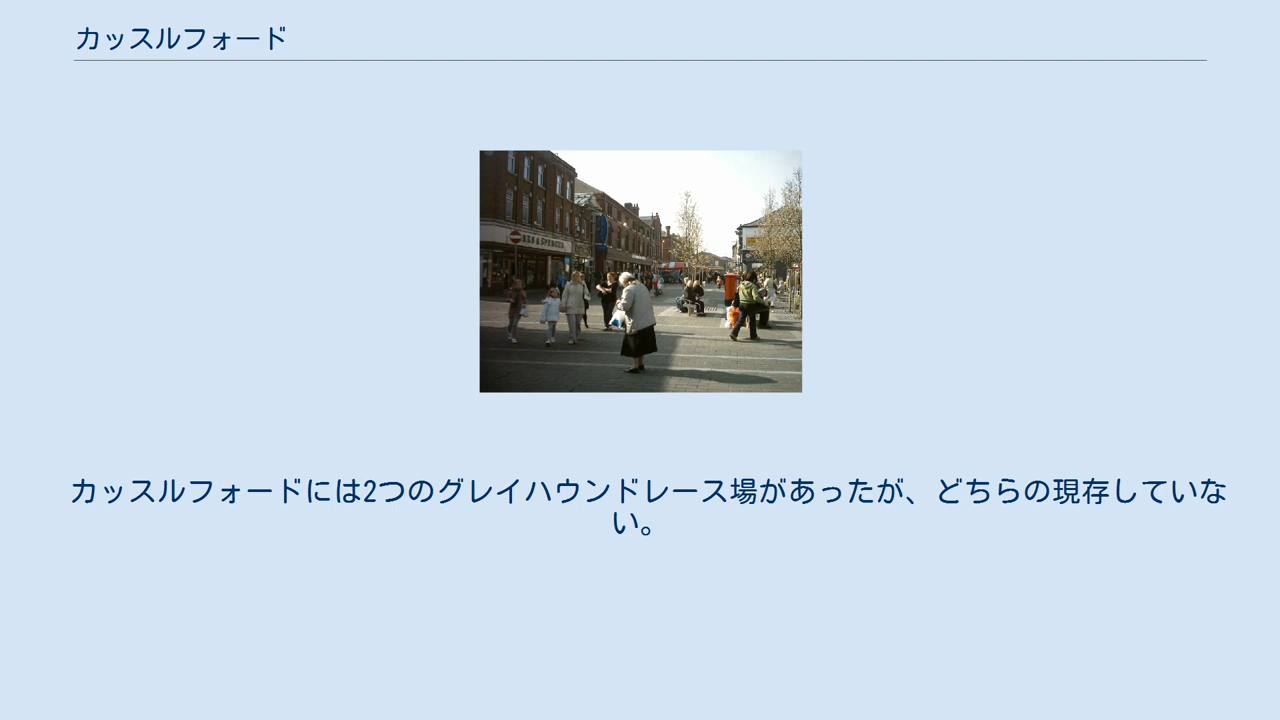 カッスルフォード
カッスルフォードには2つのグレイハウンドレース場があったが、どちらの現存していな
い。